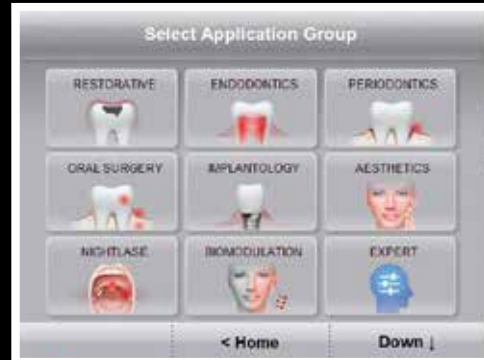 Select Application Group
RESTORATIVE
ENDODONTICS
PERIODONTICS
ORAL SURGERY
IMPLANTOLOGY
AESTHETICS
NIGHTLASE
BIOMODULATION
EXPERT
< Home
Down ↓